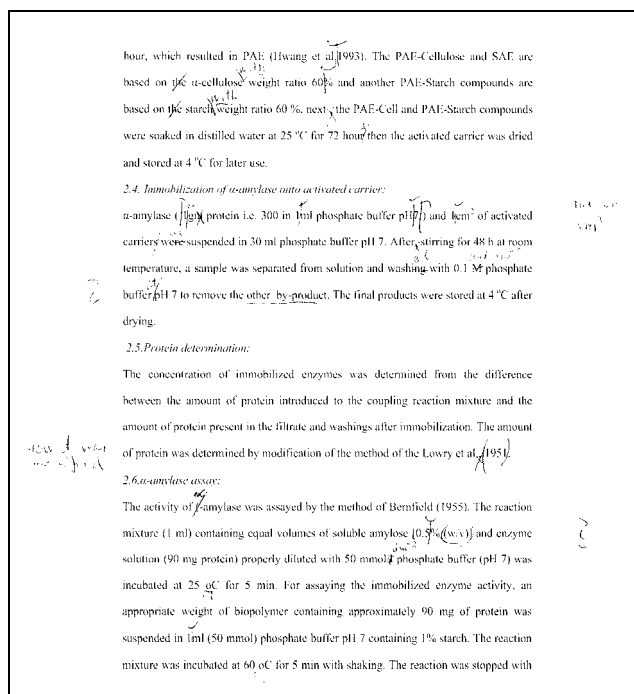 hour, which resulted in PAE (Hwang et al, 1993). The PAE-Cellulose and SAE are
based on the α-cellulose weight ratio 60% and another PAE-Starch compounds are
based on the starch weight ratio 60 %. next, the PAE-Cell and PAE-Starch compounds
were soaked in distilled water at 25 °C for 72 hour then the activated carrier was dried
and stored at 4 °C for later use.
2.4. Immobilization of α-amylase onto activated carrier:
α-amylase (1gm protein i.e. 300 in 1ml phosphate buffer pH7) and 1cm² of activated
carriers were suspended in 30 ml phosphate buffer pH 7. After stirring for 48 h at room
temperature, a sample was separated from solution and washing with 0.1 M phosphate
buffer pH 7 to remove the other by-product. The final products were stored at 4 °C after
drying.
2.5.Protein determination:
The concentration of immobilized enzymes was determined from the difference
between the amount of protein introduced to the coupling reaction mixture and the
amount of protein present in the filtrate and washings after immobilization. The amount
how it was
modified
of protein was determined by modification of the method of the Lowry et al, (1951.
2.6.α-amylase assay:
The activity of -amylase was assayed by the method of Bernfield (1955). The reaction
mixture (1 ml) containing equal volumes of soluble amylose [0.5% (w/v)] and enzyme
solution (90 mg protein) properly diluted with 50 mmol phosphate buffer (pH 7) was
incubated at 25 oC for 5 min. For assaying the immobilized enzyme activity, an
appropriate weight of biopolymer containing approximately 90 mg of protein was
suspended in 1ml (50 mmol) phosphate buffer pH 7 containing 1% starch. The reaction
mixture was incubated at 60 oC for 5 min with shaking. The reaction was stopped with